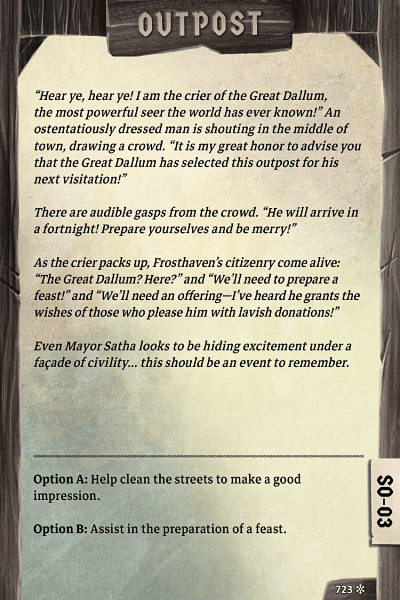 OUTPOST
“Hear ye, hear ye! I am the crier of the Great Dallum,
the most powerful seer the world has ever known!” An
ostentatiously dressed man is shouting in the middle of
town, drawing a crowd. “It is my great honor to advise you
that the Great Dallum has selected this outpost for his
next visitation!”
There are audible gasps from the crowd. “He will arrive in
a fortnight! Prepare yourselves and be merry!”
As the crier packs up, Frosthaven’s citizenry come alive:
“The Great Dallum? Here?” and “We’ll need to prepare a
feast!” and “We’ll need an offering—I’ve heard he grants the
wishes of those who please him with lavish donations!”
Even Mayor Satha looks to be hiding excitement under a
façade of civility… this should be an event to remember.
Option A: Help clean the streets to make a good
impression.
Option B: Assist in the preparation of a feast.
SO-03
723